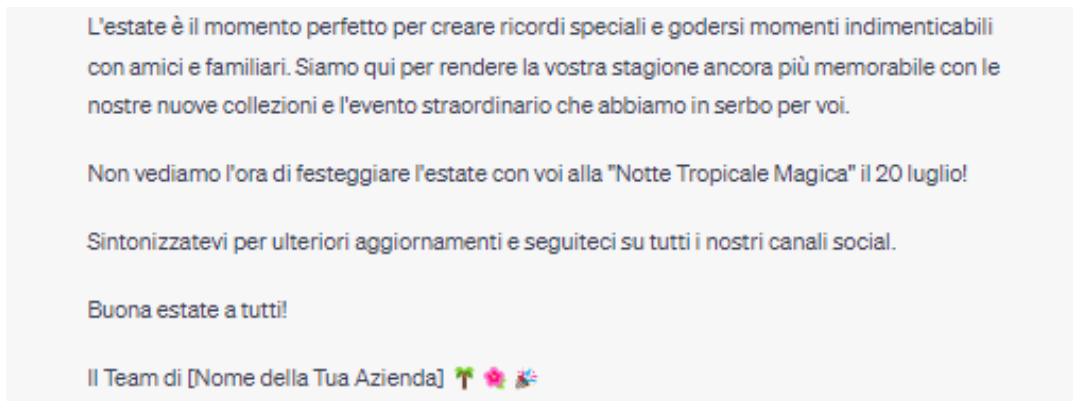 L'estate è il momento perfetto per creare ricordi speciali e godersi momenti indimenticabili
con amici e familiari. Siamo qui per rendere la vostra stagione ancora più memorabile con le
nostre nuove collezioni e l'evento straordinario che abbiamo in serbo per voi.
Non vediamo l'ora di festeggiare l'estate con voi alla "Notte Tropicale Magica" il 20 luglio!
Sintonizzatevi per ulteriori aggiornamenti e seguiteci su tutti i nostri canali social.
Buona estate a tutti!
Il Team di [Nome della Tua Azienda] 🌴 🌺 🎉